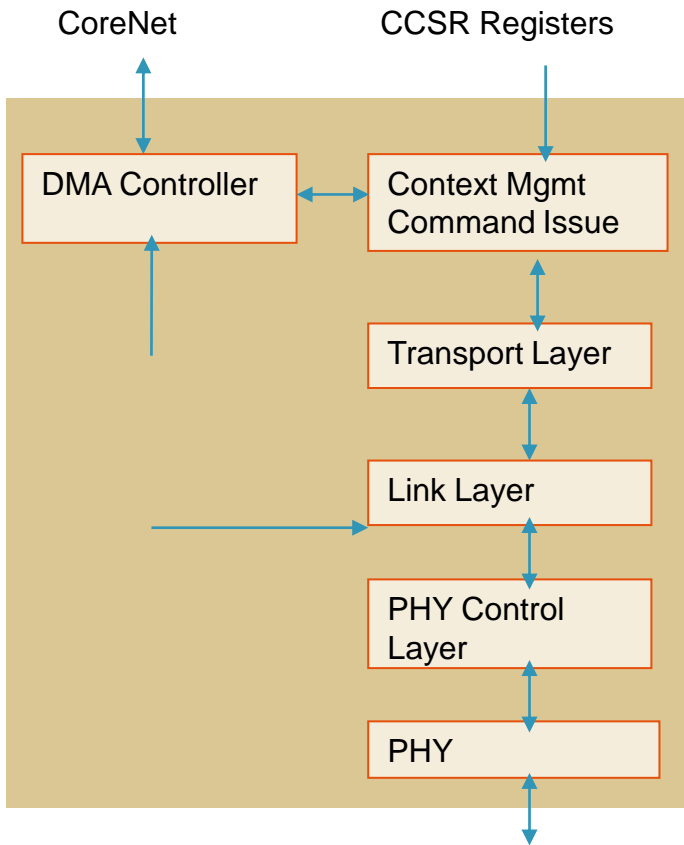 CoreNet
CCSR Registers
DMA Controller
Context Mgmt
Command Issue
Transport Layer
Link Layer
PHY Control
Layer
PHY